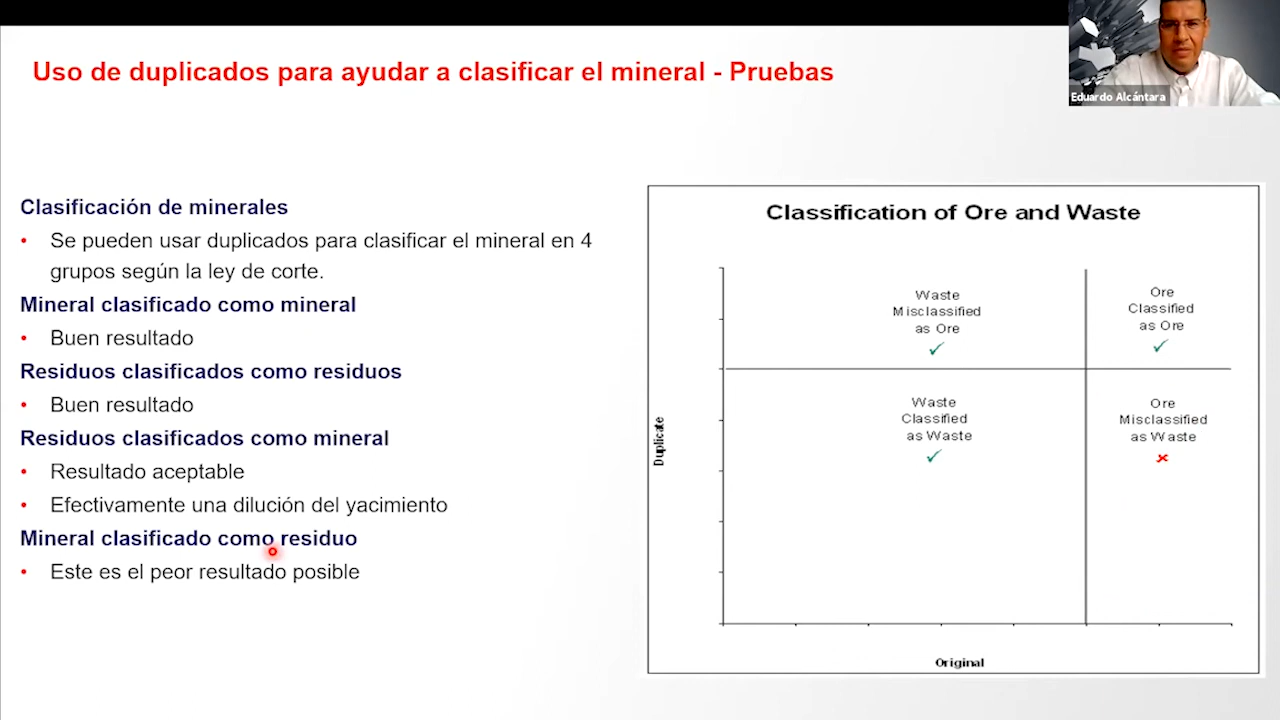 Uso de duplicados para ayudar a clasificar el mineral - Pruebas
Eduardo Alcántara
Clasificación de minerales
• Se pueden usar duplicados para clasificar el mineral en 4
grupos según la ley de corte.
Mineral clasificado como mineral
• Buen resultado
Residuos clasificados como residuos
• Buen resultado
Residuos clasificados como mineral
• Resultado aceptable
• Efectivamente una dilución del yacimiento
Mineral clasificado como residuo
• Este es el peor resultado posible
Classification of Ore and Waste
Waste
Misclassified
as Ore
✓
Ore
Classified
as Ore
✓
Waste
Classified
as Waste
✓
Ore
Misclassified
as Waste
×
Duplicate
Original